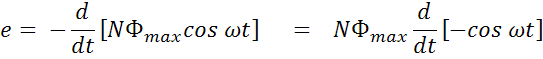 e = − d/dt [NΦ_max cos ωt] = NΦ_max d/dt [−cos ωt]